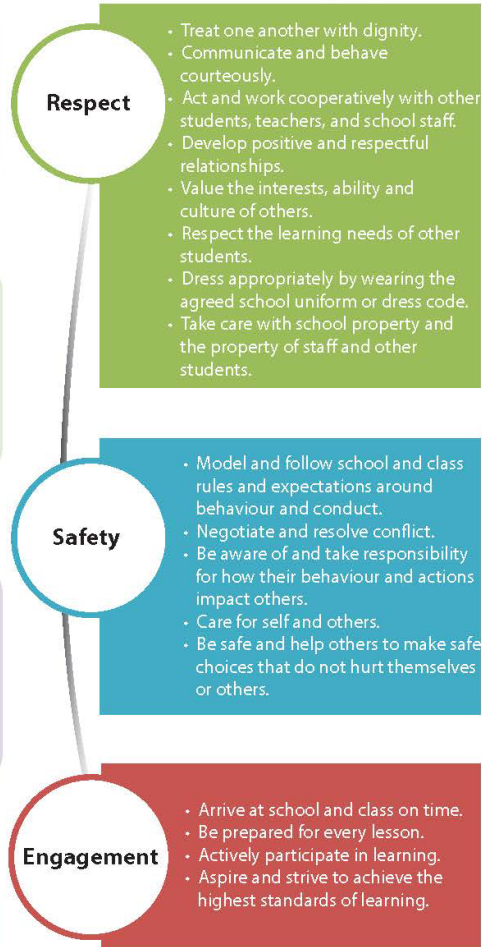 Respect
• Treat one another with dignity.
• Communicate and behave
courteously.
• Act and work cooperatively with other
students, teachers, and school staff.
• Develop positive and respectful
relationships.
• Value the interests, ability and
culture of others.
• Respect the learning needs of other
students.
• Dress appropriately by wearing the
agreed school uniform or dress code.
• Take care with school property and
the property of staff and other
students.
Safety
• Model and follow school and class
rules and expectations around
behaviour and conduct.
• Negotiate and resolve conflict.
• Be aware of and take responsibility
for how their behaviour and actions
impact others.
• Care for self and others.
• Be safe and help others to make safe
choices that do not hurt themselves
or others.
Engagement
• Arrive at school and class on time.
• Be prepared for every lesson.
• Actively participate in learning.
• Aspire and strive to achieve the
highest standards of learning.